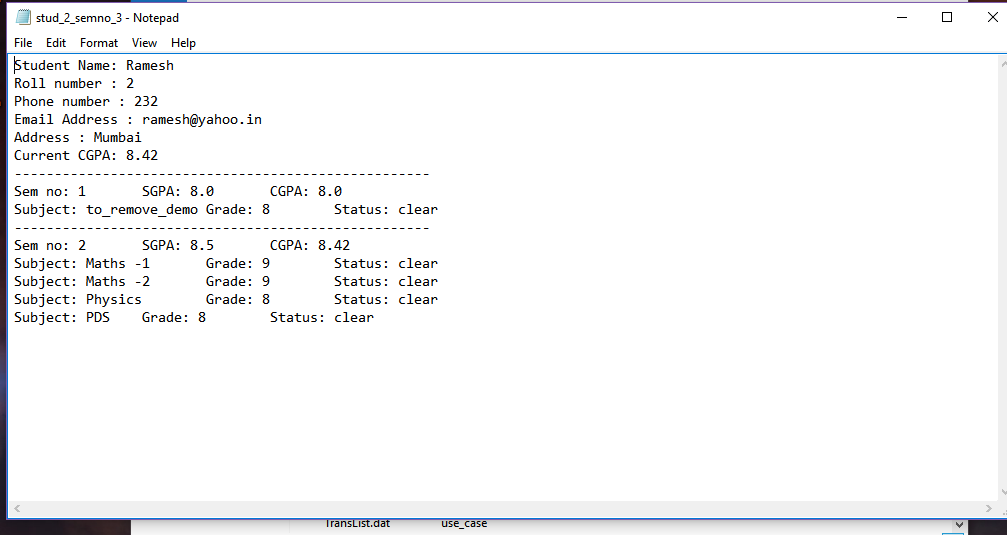 stud_2_semno_3 - Notepad
File Edit Format View Help
Student Name: Ramesh
Roll number : 2
Phone number : 232
Email Address : ramesh@yahoo.in
Address : Mumbai
Current CGPA: 8.42
----------------------------------------------------
Sem no: 1 SGPA: 8.0 CGPA: 8.0
Subject: to_remove_demo Grade: 8 Status: clear
----------------------------------------------------
Sem no: 2 SGPA: 8.5 CGPA: 8.42
Subject: Maths -1 Grade: 9 Status: clear
Subject: Maths -2 Grade: 9 Status: clear
Subject: Physics Grade: 8 Status: clear
Subject: PDS Grade: 8 Status: clear
TransList.dat use_case